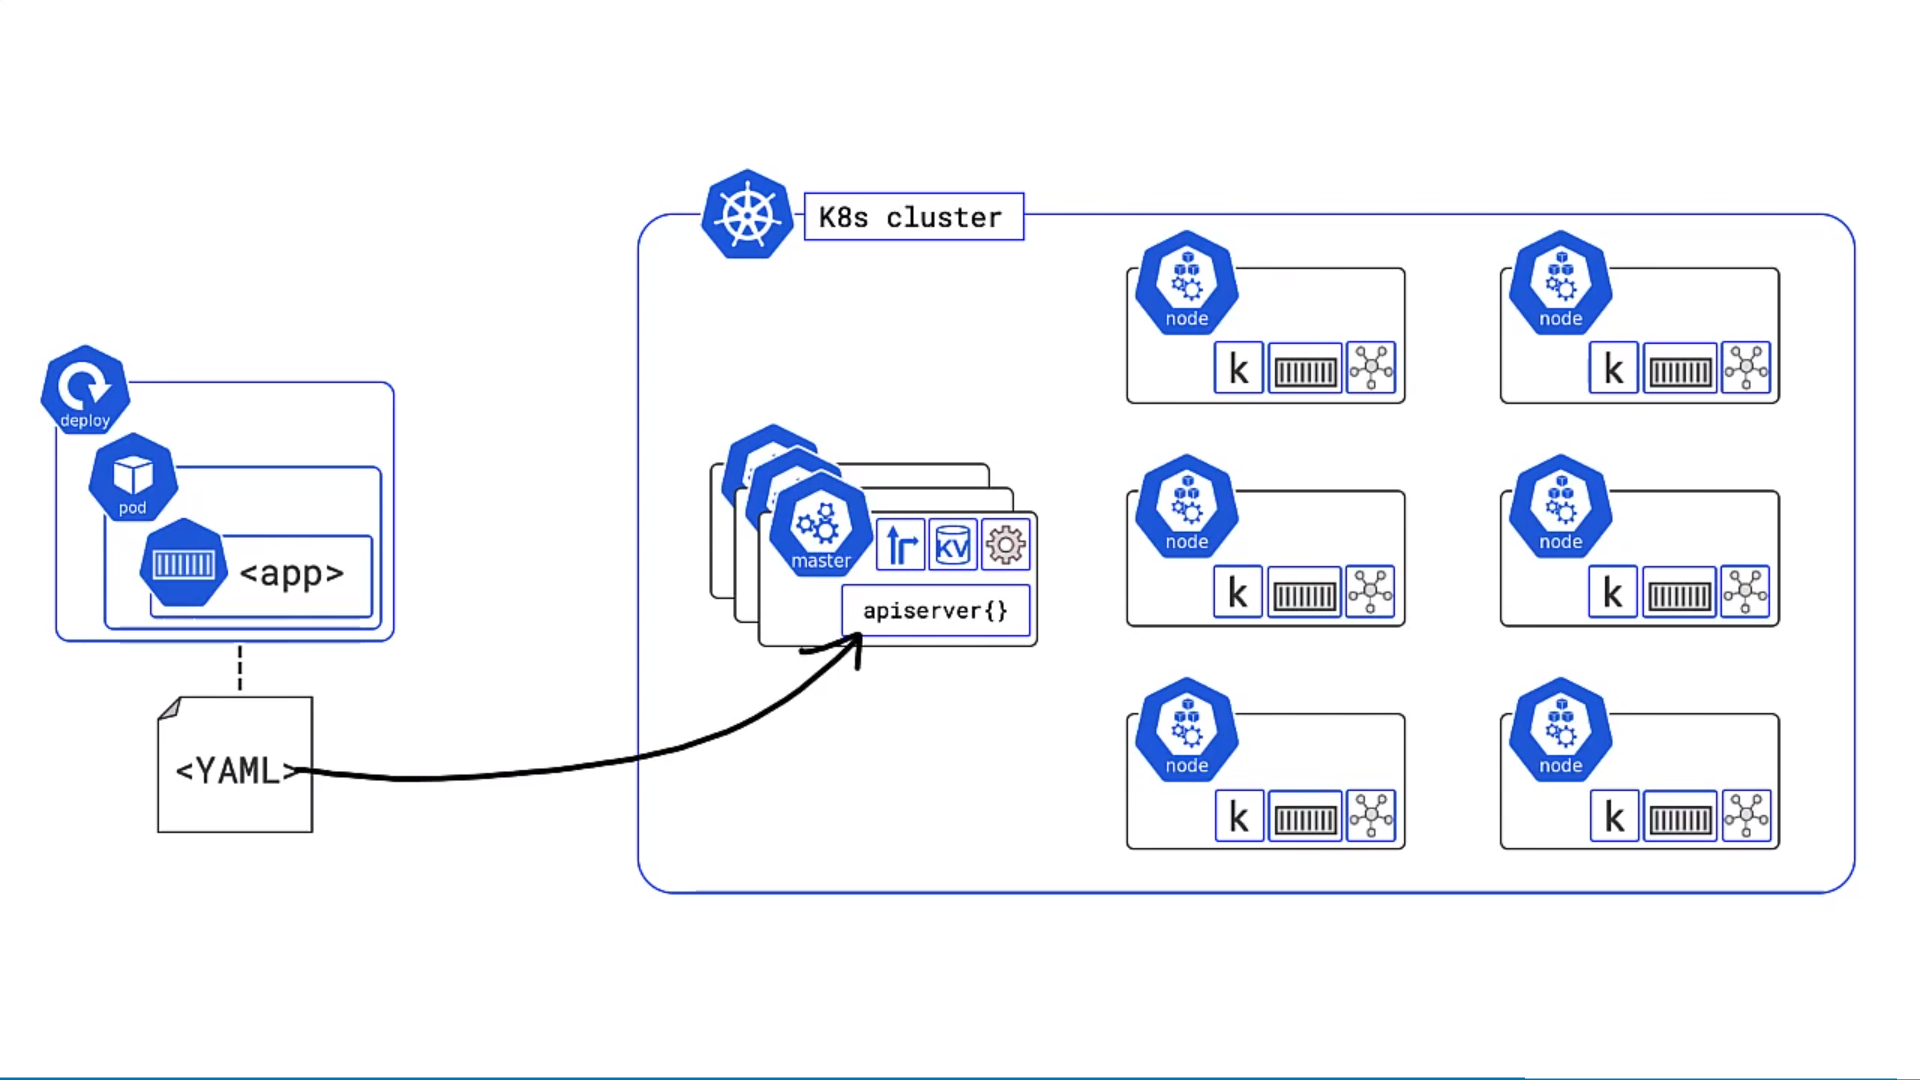 K8s cluster
deploy
pod
<app>
<YAML>
master
KV
apiserver{}
node
k
node
k
node
k
node
k
node
k
node
k